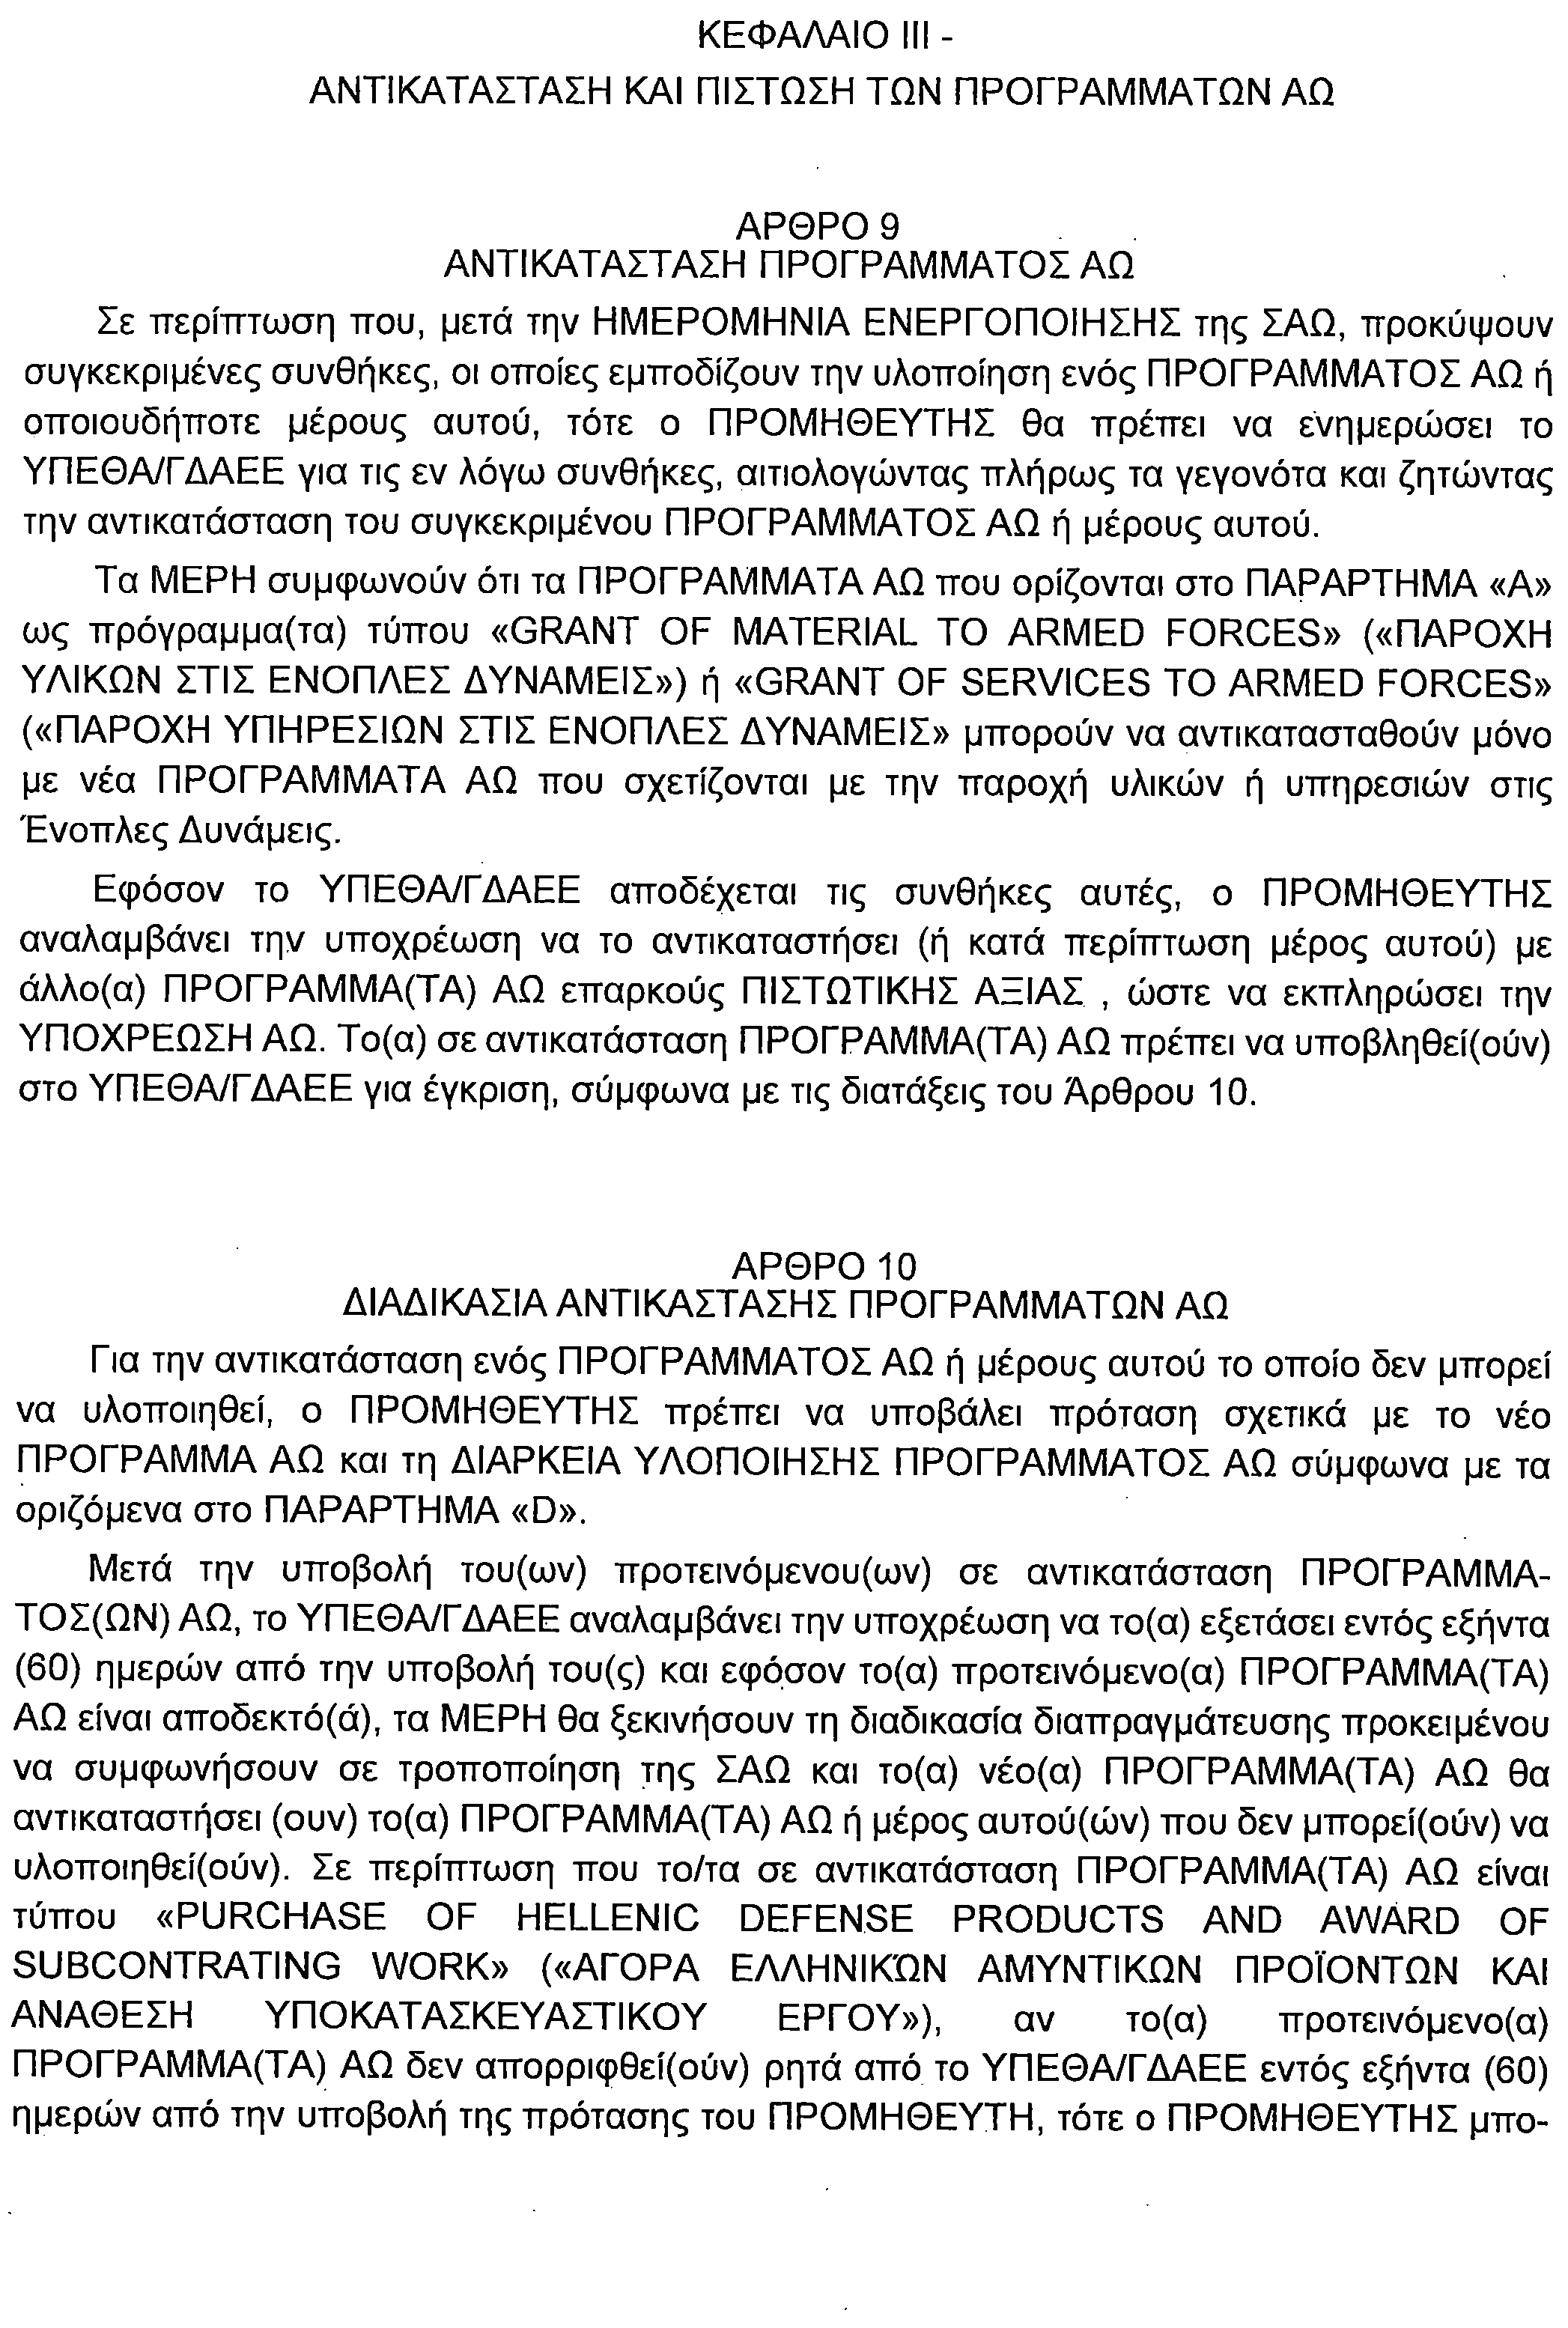 ΚΕΦΑΛΑΙΟ III -
ΑΝΤΙΚΑΤΑΣΤΑΣΗ ΚΑΙ ΠΙΣΤΩΣΗ ΤΩΝ ΠΡΟΓΡΑΜΜΑΤΩΝ ΑΩ
ΑΡΘΡΟ 9
ΑΝΤΙΚΑΤΑΣΤΑΣΗ ΠΡΟΓΡΑΜΜΑΤΟΣ ΑΩ
Σε περίπτωση που, μετά την ΗΜΕΡΟΜΗΝΙΑ ΕΝΕΡΓΟΠΟΙΗΣΗΣ της ΣΑΩ, προκύψουν
συγκεκριμένες συνθήκες, οι οποίες εμποδίζουν την υλοποίηση ενός ΠΡΟΓΡΑΜΜΑΤΟΣ ΑΩ ή
οποιουδήποτε μέρους αυτού, τότε ο ΠΡΟΜΗΘΕΥΤΗΣ θα πρέπει να ενημερώσει το
ΥΠΕΘΑ/ΓΔΑΕΕ για τις εν λόγω συνθήκες, αιτιολογώντας πλήρως τα γεγονότα και ζητώντας
την αντικατάσταση του συγκεκριμένου ΠΡΟΓΡΑΜΜΑΤΟΣ ΑΩ ή μέρους αυτού.
Τα ΜΕΡΗ συμφωνούν ότι τα ΠΡΟΓΡΑΜΜΑΤΑ ΑΩ που ορίζονται στο ΠΑΡΑΡΤΗΜΑ «Α»
ως πρόγραμμα(τα) τύπου «GRANT OF MATERIAL TO ARMED FORCES» («ΠΑΡΟΧΗ
ΥΛΙΚΩΝ ΣΤΙΣ ΕΝΟΠΛΕΣ ΔΥΝΑΜΕΙΣ») ή «GRANT OF SERVICES TO ARMED FORCES»
(«ΠΑΡΟΧΗ ΥΠΗΡΕΣΙΩΝ ΣΤΙΣ ΕΝΟΠΛΕΣ ΔΥΝΑΜΕΙΣ» μπορούν να αντικατασταθούν μόνο
με νέα ΠΡΟΓΡΑΜΜΑΤΑ ΑΩ που σχετίζονται με την παροχή υλικών ή υπηρεσιών στις
Ένοπλες Δυνάμεις.
Εφόσον το ΥΠΕΘΑ/ΓΔΑΕΕ αποδέχεται τις συνθήκες αυτές, ο ΠΡΟΜΗΘΕΥΤΗΣ
αναλαμβάνει την υποχρέωση να το αντικαταστήσει (ή κατά περίπτωση μέρος αυτού) με
άλλο(α) ΠΡΟΓΡΑΜΜΑ(ΤΑ) ΑΩ επαρκούς ΠΙΣΤΩΤΙΚΗΣ ΑΞΙΑΣ , ώστε να εκπληρώσει την
ΥΠΟΧΡΕΩΣΗ ΑΩ. Το(α) σε αντικατάσταση ΠΡΟΓΡΑΜΜΑ(ΤΑ) ΑΩ πρέπει να υποβληθεί(ούν)
στο ΥΠΕΘΑ/ΓΔΑΕΕ για έγκριση, σύμφωνα με τις διατάξεις του Άρθρου 10.
ΑΡΘΡΟ 10
ΔΙΑΔΙΚΑΣΙΑ ΑΝΤΙΚΑΣΤΑΣΗΣ ΠΡΟΓΡΑΜΜΑΤΩΝ ΑΩ
Για την αντικατάσταση ενός ΠΡΟΓΡΑΜΜΑΤΟΣ ΑΩ ή μέρους αυτού το οποίο δεν μπορεί
να υλοποιηθεί, ο ΠΡΟΜΗΘΕΥΤΗΣ πρέπει να υποβάλει πρόταση σχετικά με το νέο
ΠΡΟΓΡΑΜΜΑ ΑΩ και τη ΔΙΑΡΚΕΙΑ ΥΛΟΠΟΙΗΣΗΣ ΠΡΟΓΡΑΜΜΑΤΟΣ ΑΩ σύμφωνα με τα
οριζόμενα στο ΠΑΡΑΡΤΗΜΑ «D».
Μετά την υποβολή του(ων) προτεινόμενου(ων) σε αντικατάσταση ΠΡΟΓΡΑΜΜΑ-
ΤΟΣ(ΩΝ) ΑΩ, το ΥΠΕΘΑ/ΓΔΑΕΕ αναλαμβάνει την υποχρέωση να το(α) εξετάσει εντός εξήντα
(60) ημερών από την υποβολή του(ς) και εφόσον το(α) προτεινόμενο(α) ΠΡΟΓΡΑΜΜΑ(ΤΑ)
ΑΩ είναι αποδεκτό(ά), τα ΜΕΡΗ θα ξεκινήσουν τη διαδικασία διαπραγμάτευσης προκειμένου
να συμφωνήσουν σε τροποποίηση της ΣΑΩ και το(α) νέο(α) ΠΡΟΓΡΑΜΜΑ(ΤΑ) ΑΩ θα
αντικαταστήσει (ουν) το(α) ΠΡΟΓΡΑΜΜΑ(ΤΑ) ΑΩ ή μέρος αυτού(ών) που δεν μπορεί(ούν) να
υλοποιηθεί(ούν). Σε περίπτωση που το/τα σε αντικατάσταση ΠΡΟΓΡΑΜΜΑ(ΤΑ) ΑΩ είναι
τύπου «PURCHASE OF HELLENIC DEFENSE PRODUCTS AND AWARD OF
SUBCONTRATING WORK» («ΑΓΟΡΑ ΕΛΛΗΝΙΚΩΝ ΑΜΥΝΤΙΚΩΝ ΠΡΟΪΟΝΤΩΝ ΚΑΙ
ΑΝΑΘΕΣΗ ΥΠΟΚΑΤΑΣΚΕΥΑΣΤΙΚΟΥ ΕΡΓΟΥ»), αν το(α) προτεινόμενο(α)
ΠΡΟΓΡΑΜΜΑ(ΤΑ) ΑΩ δεν απορριφθεί(ούν) ρητά από το ΥΠΕΘΑ/ΓΔΑΕΕ εντός εξήντα (60)
ημερών από την υποβολή της πρότασης του ΠΡΟΜΗΘΕΥΤΗ, τότε ο ΠΡΟΜΗΘΕΥΤΗΣ μπο-